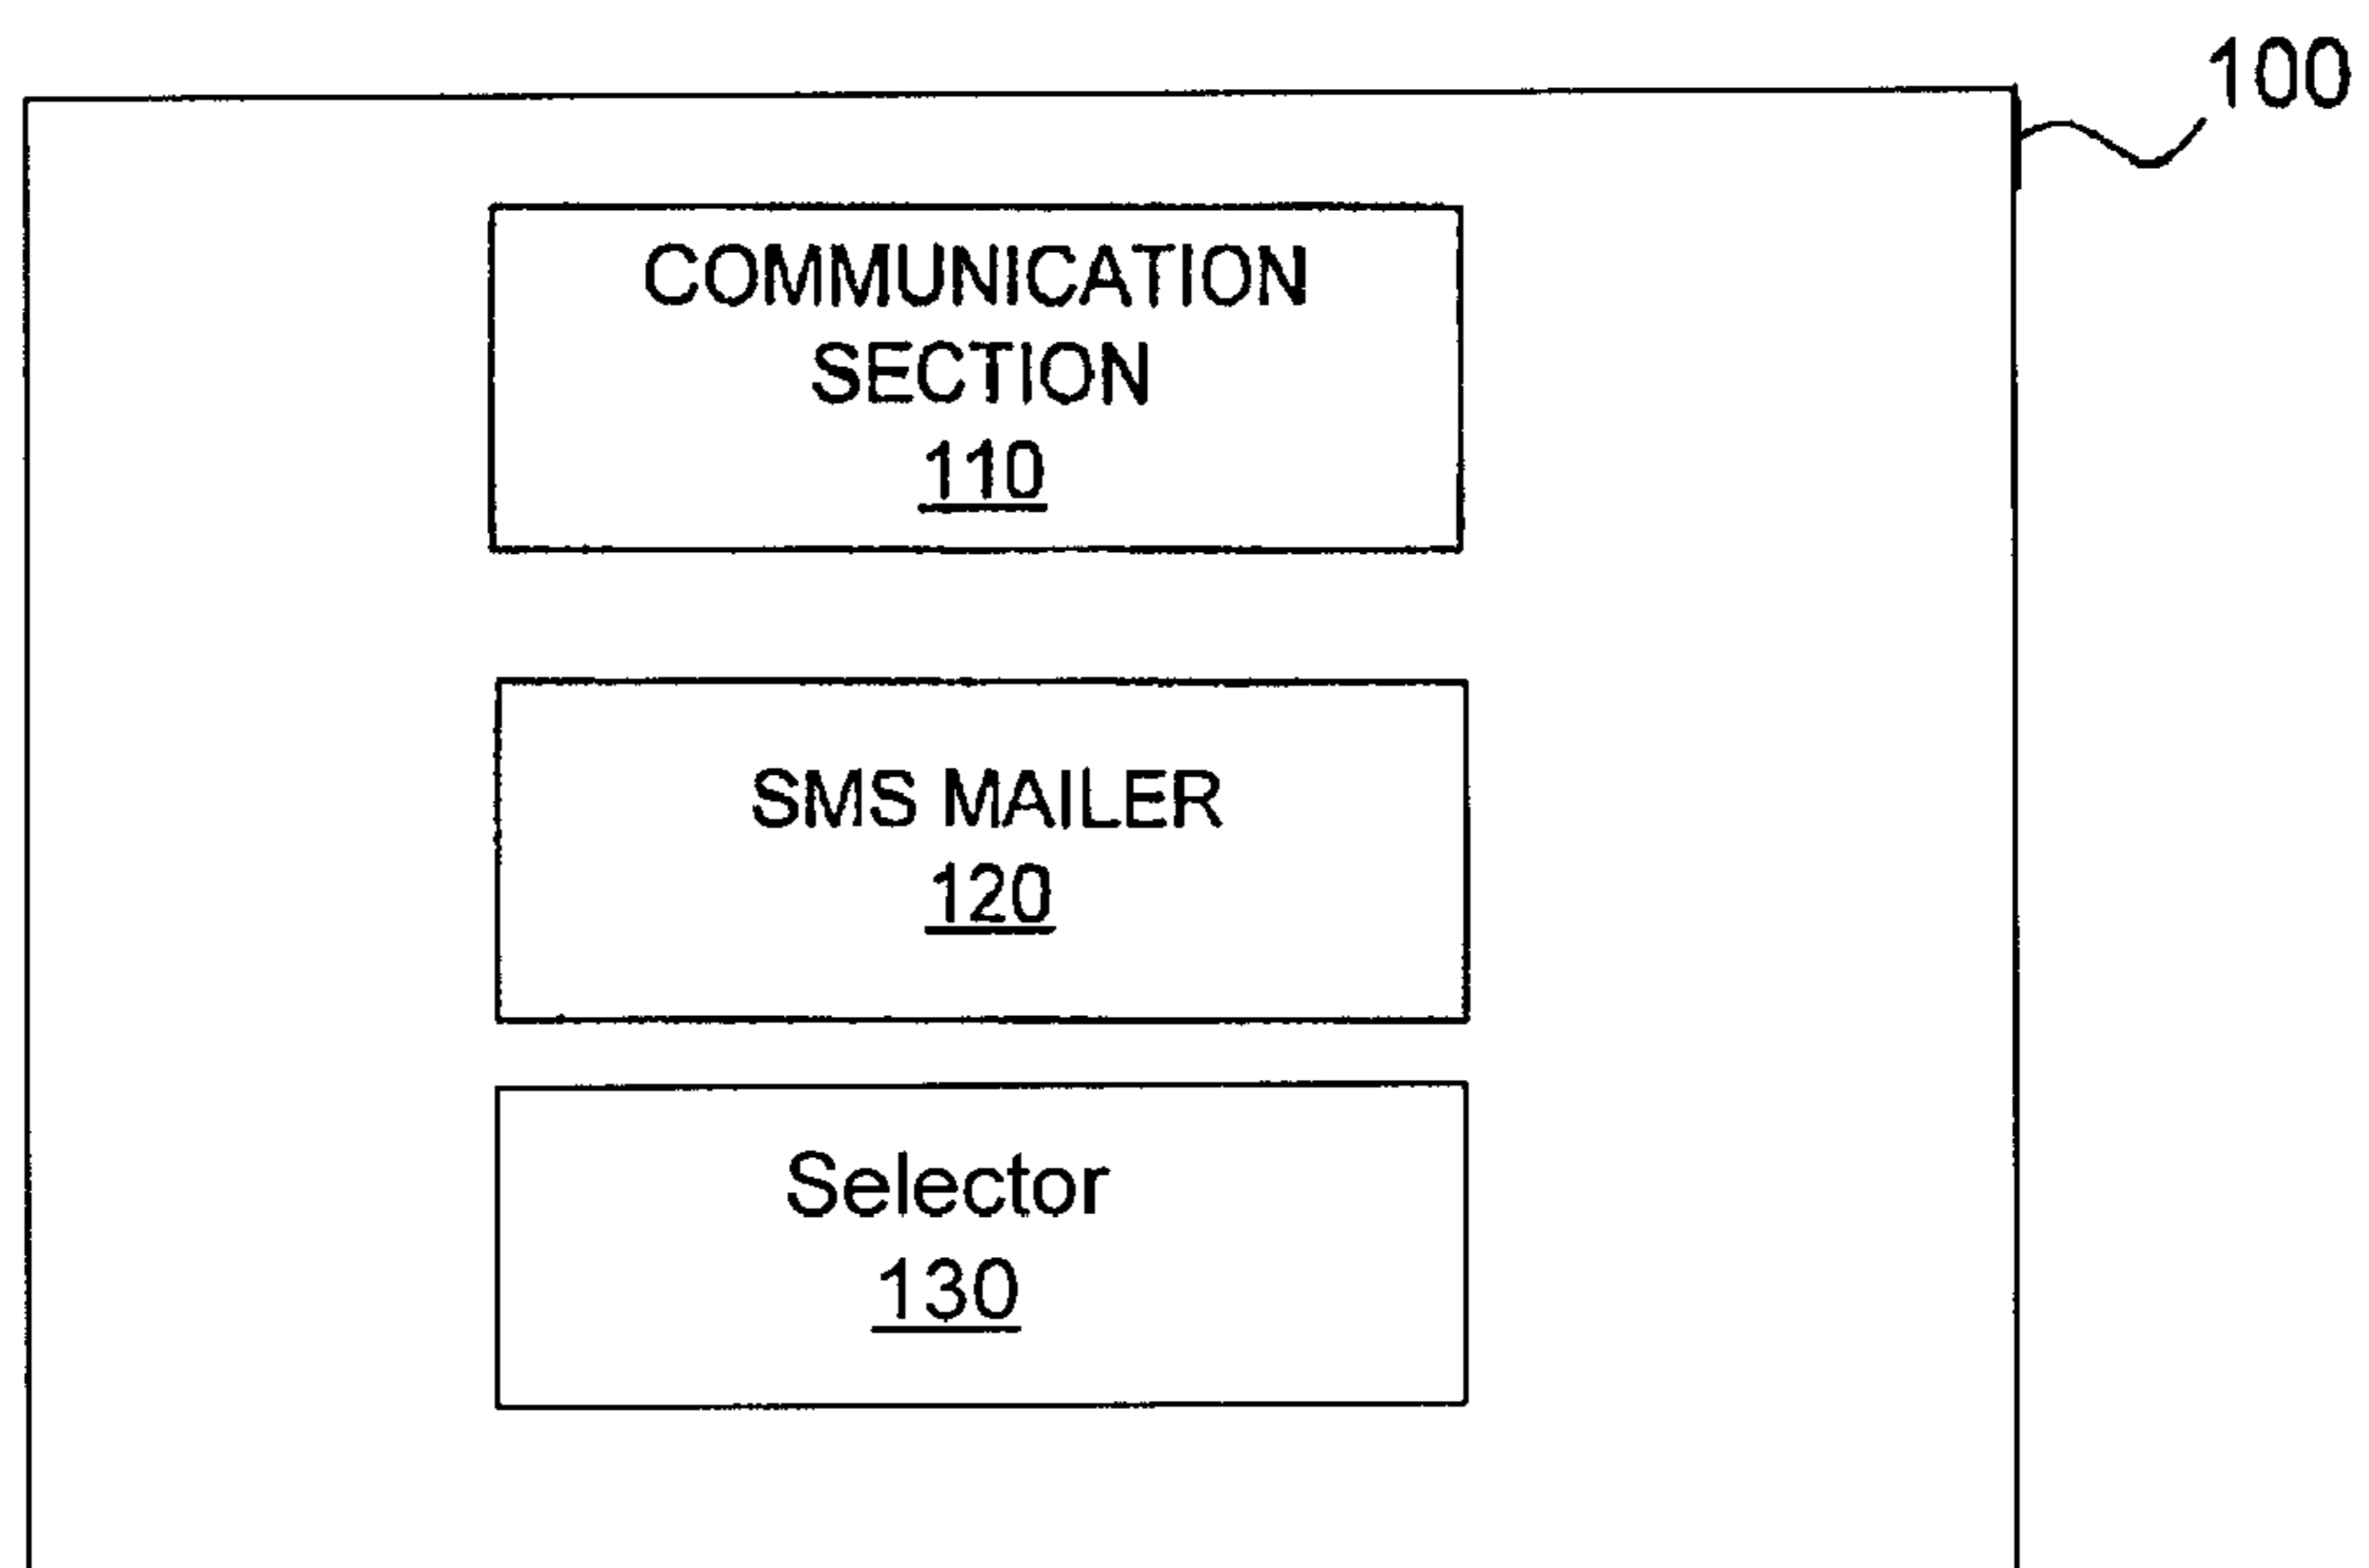 100
COMMUNICATION
SECTION
110
SMS MAILER
120
Selector
130